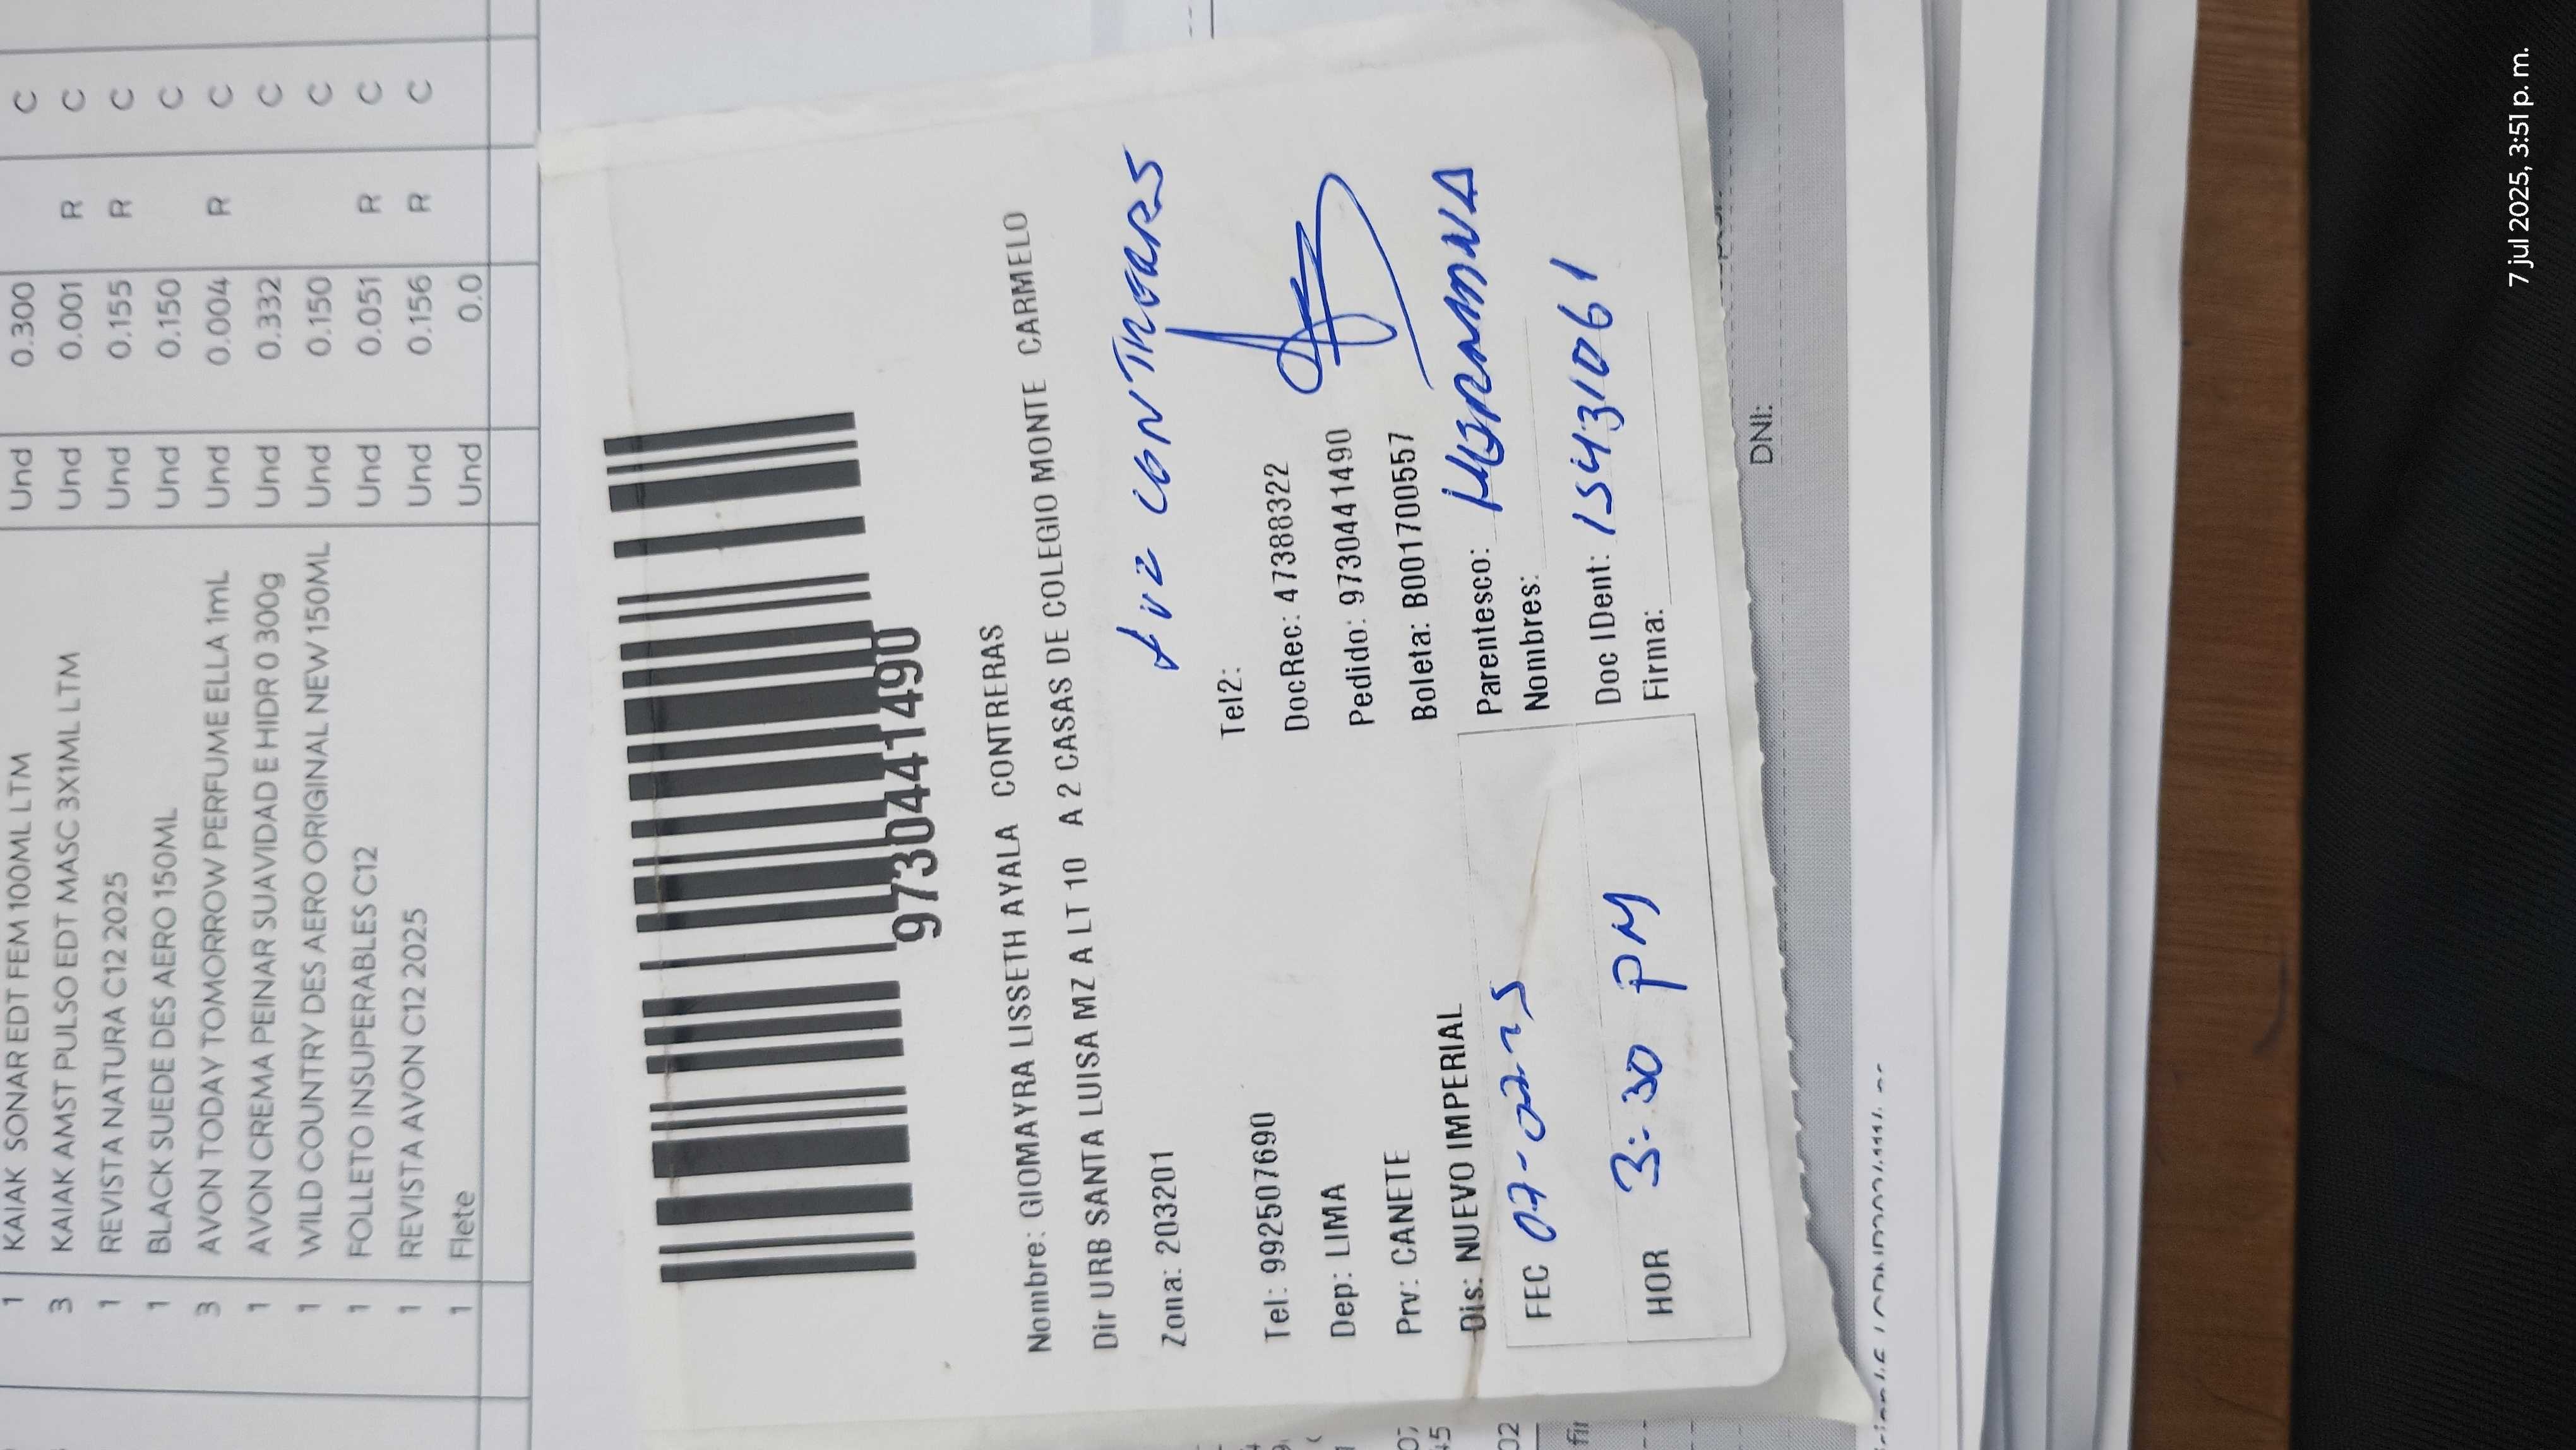 1 KAIAK SONAR EDT FEM 100ML LTM Und 0.300 C
3 KAIAK AMST PULSO EDT MASC 3X1ML LTM Und 0.001 R C
1 REVISTA NATURA C12 2025 Und 0.155 R C
1 BLACK SUEDE DES AERO 150ML Und 0.150 C
3 AVON TODAY TOMORROW PERFUME ELLA 1mL Und 0.004 R C
1 AVON CREMA PEINAR SUAVIDAD E HIDR 0 300g Und 0.332 C
1 WILD COUNTRY DES AERO ORIGINAL NEW 150ML Und 0.150 C
1 FOLLETO INSUPERABLES C12 Und 0.051 R C
1 REVISTA AVON C12 2025 Und 0.156 R C
1 Flete Und 0.0
9730441490
Nombre: GIOMAYRA LISSETH AYALA CONTRERAS
Dir URB SANTA LUISA MZ A LT 10 A 2 CASAS DE COLEGIO MONTE CARMELO
Zona: 203201
Tel: 992507690 Tel2:
Dep: LIMA DocRec: 47388322
Prv: CANETE Pedido: 9730441490
Dis: NUEVO IMPERIAL Boleta: B001700557
FEC Parentesco: HERMANA
Nombres:
HOR 3:30 PM Doc IDent: 15431061
Firma:
DNI:
7 jul 2025, 3:51 p. m.